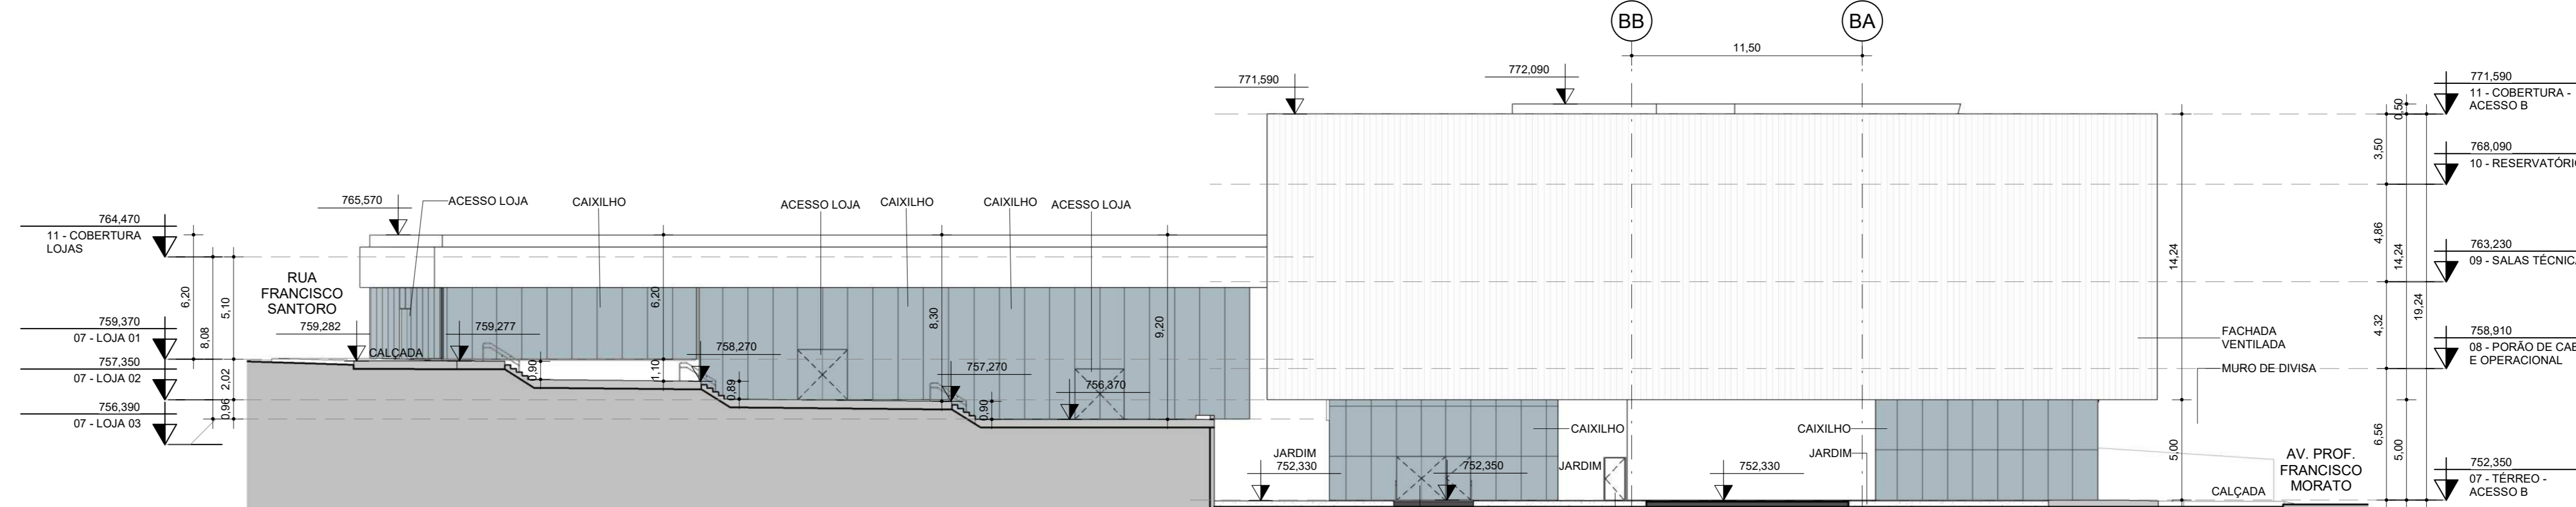 BB
BA
11,50
771,590
772,090
771,590
11 - COBERTURA -
ACESSO B
0,50
3,50
768,090
765,570
ACESSO LOJA
CAIXILHO
ACESSO LOJA
CAIXILHO
CAIXILHO
ACESSO LOJA
764,470
11 - COBERTURA
LOJAS
4,86
14,24
14,24
763,230
RUA
FRANCISCO
SANTORO
6,20
5,10
8,08
6,20
8,30
9,20
19,24
4,32
759,370
07 - LOJA 01
759,282
759,277
CALÇADA
758,270
FACHADA
VENTILADA
758,910
E OPERACIONAL
757,350
07 - LOJA 02
2,02
0,90
1,10
0,89
757,270
756,370
MURO DE DIVISA
756,390
07 - LOJA 03
0,96
0,90
CAIXILHO
CAIXILHO
6,56
5,00
5,00
JARDIM
752,330
752,350
JARDIM
752,330
JARDIM
AV. PROF.
FRANCISCO
MORATO
CALÇADA
752,350
07 - TÉRREO -
ACESSO B
10 -
09 - SALAS
08 - PORÃO DE